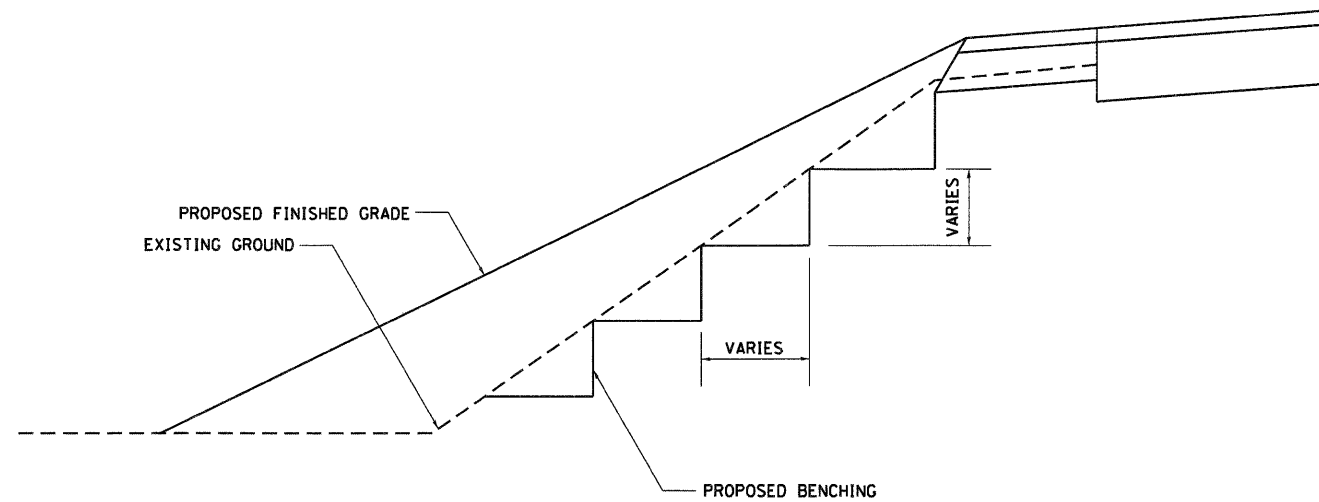 VARIES
PROPOSED FINISHED GRADE
EXISTING GROUND
VARIES
PROPOSED BENCHING